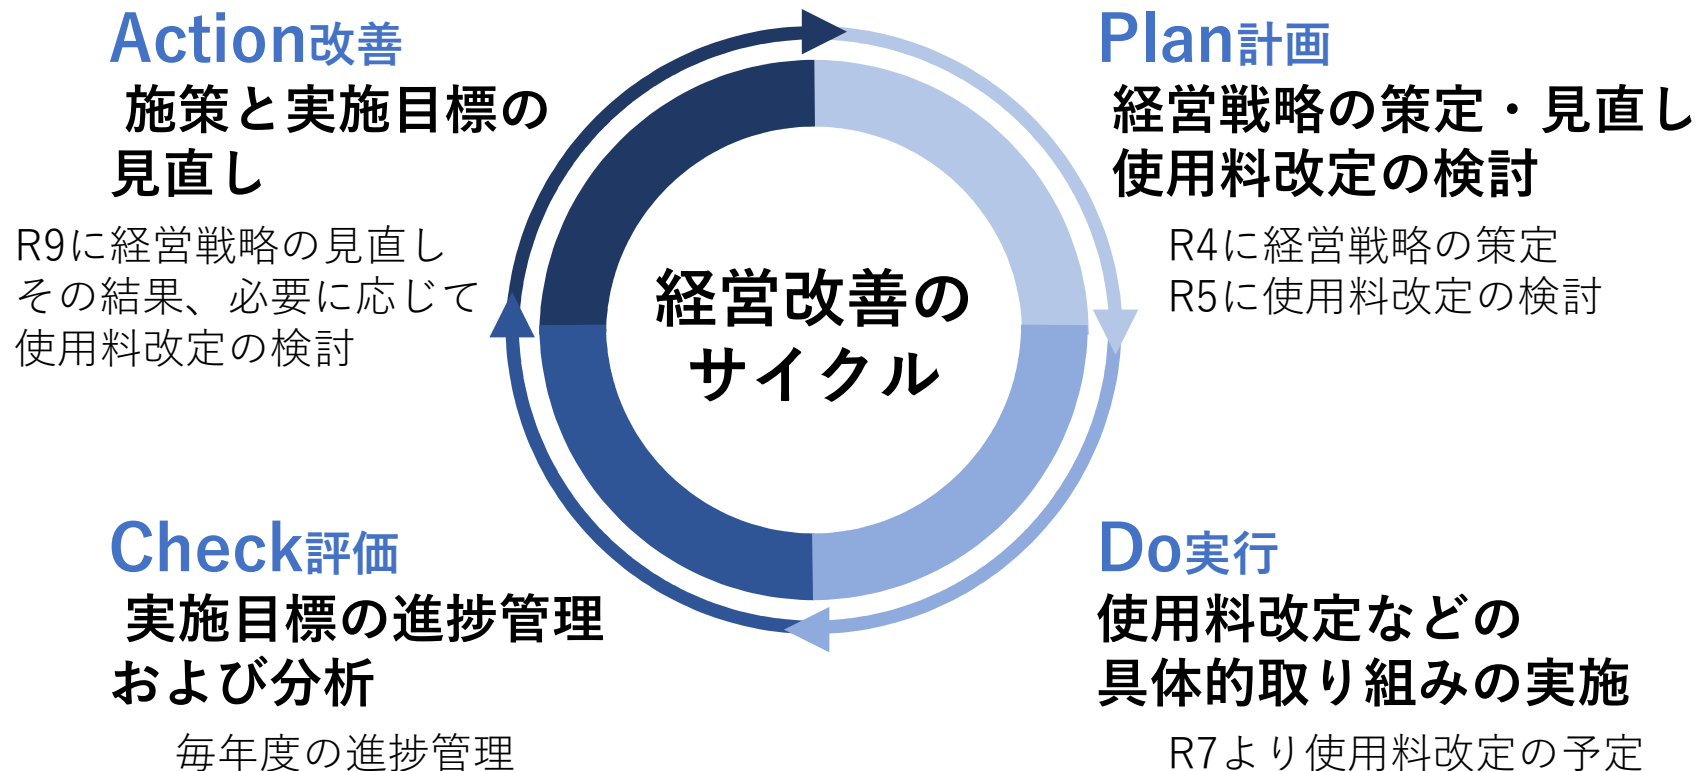 Action改善
施策と実施目標の
見直し
R9に経営戦略の見直し
その結果、必要に応じて
使用料改定の検討
Plan計画
経営戦略の策定・見直し
使用料改定の検討
R4に経営戦略の策定
R5に使用料改定の検討
経営改善の
サイクル
Check評価
実施目標の進捗管理
および分析
毎年度の進捗管理
Do実行
使用料改定などの
具体的取り組みの実施
R7より使用料改定の予定